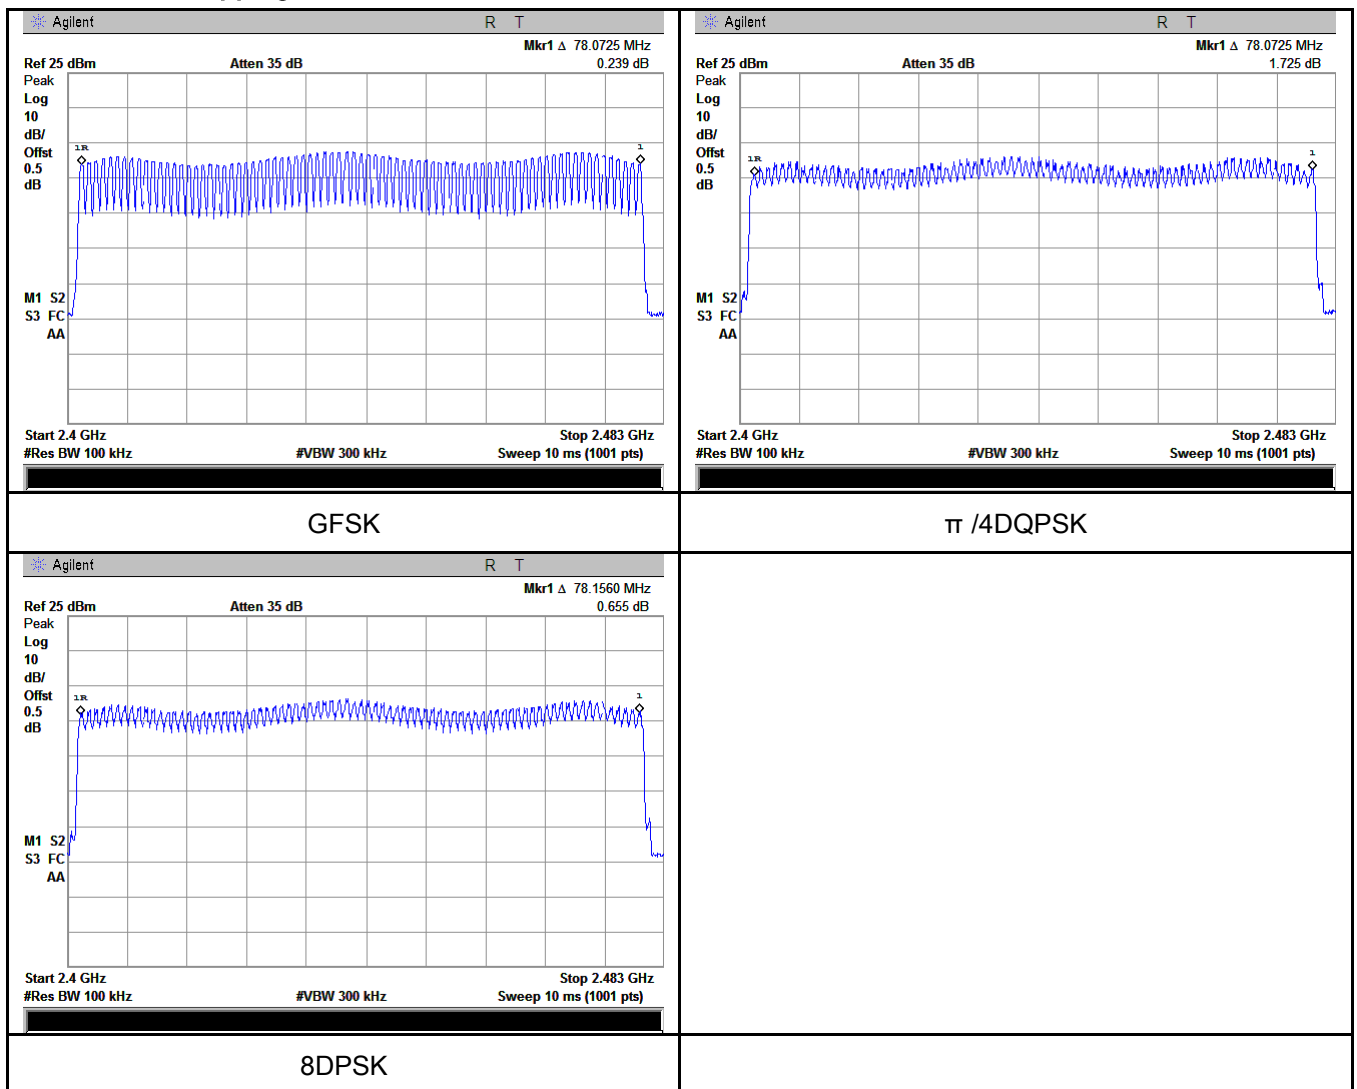 Agilent R T
Mkr1 Δ 78.0725 MHz
Ref 25 dBm Atten 35 dB 0.239 dB
Peak
Log
10
dB/
Offst
0.5
dB
1R
1
M1 S2
S3 FC
AA
Start 2.4 GHz Stop 2.483 GHz
#Res BW 100 kHz #VBW 300 kHz Sweep 10 ms (1001 pts)
GFSK
Agilent R T
Mkr1 Δ 78.0725 MHz
Ref 25 dBm Atten 35 dB 1.725 dB
Peak
Log
10
dB/
Offst
0.5
dB
1R
1
M1 S2
S3 FC
AA
Start 2.4 GHz Stop 2.483 GHz
#Res BW 100 kHz #VBW 300 kHz Sweep 10 ms (1001 pts)
π /4DQPSK
Agilent R T
Mkr1 Δ 78.1560 MHz
Ref 25 dBm Atten 35 dB 0.655 dB
Peak
Log
10
dB/
Offst
0.5
dB
1R
1
M1 S2
S3 FC
AA
Start 2.4 GHz Stop 2.483 GHz
#Res BW 100 kHz #VBW 300 kHz Sweep 10 ms (1001 pts)
8DPSK